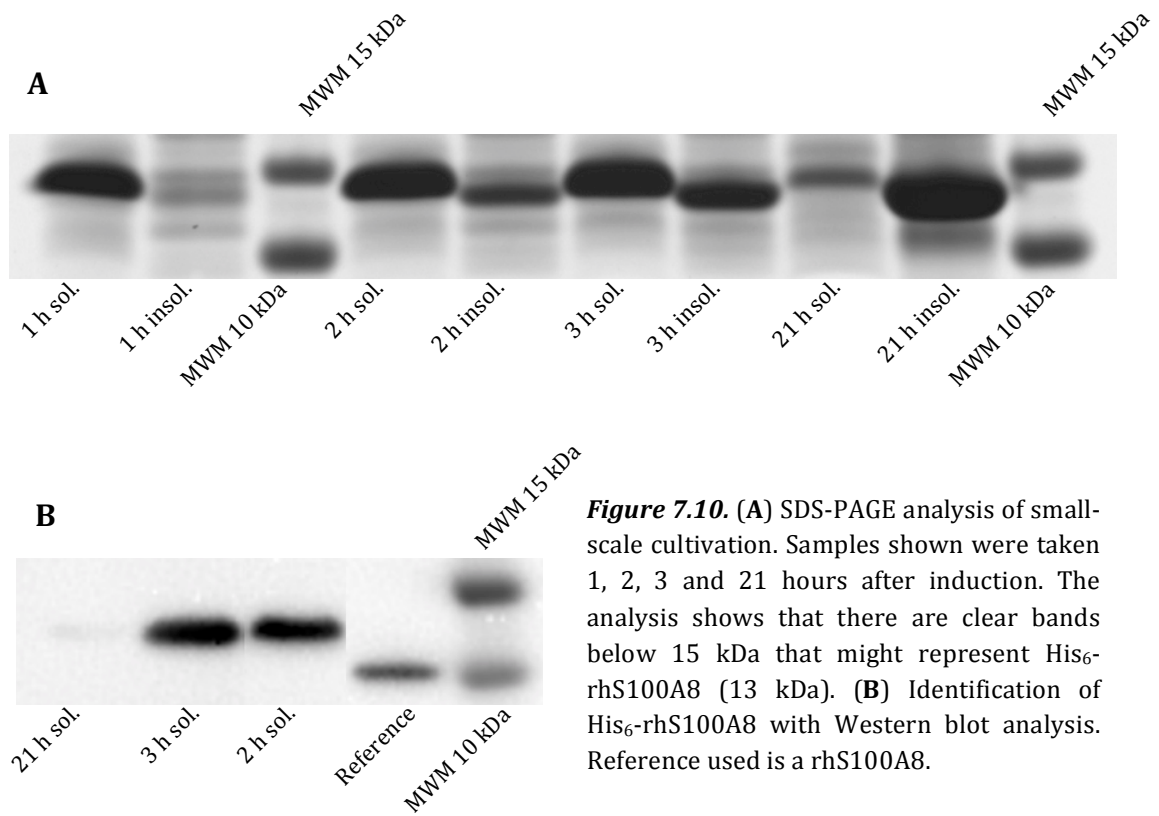 A
MWM 15 kDa
MWM 15 kDa
1 h sol.
1 h insol.
MWM 10 kDa
2 h sol.
2 h insol.
3 h sol.
3 h insol.
21 h sol.
21 h insol.
MWM 10 kDa
B
MWM 15 kDa
21 h sol.
3 h sol.
2 h sol.
Reference
MWM 10 kDa
Figure 7.10. (A) SDS-PAGE analysis of small-
scale cultivation. Samples shown were taken
1, 2, 3 and 21 hours after induction. The
analysis shows that there are clear bands
below 15 kDa that might represent His₆-
rhS100A8 (13 kDa). (B) Identification of
His₆-rhS100A8 with Western blot analysis.
Reference used is a rhS100A8.